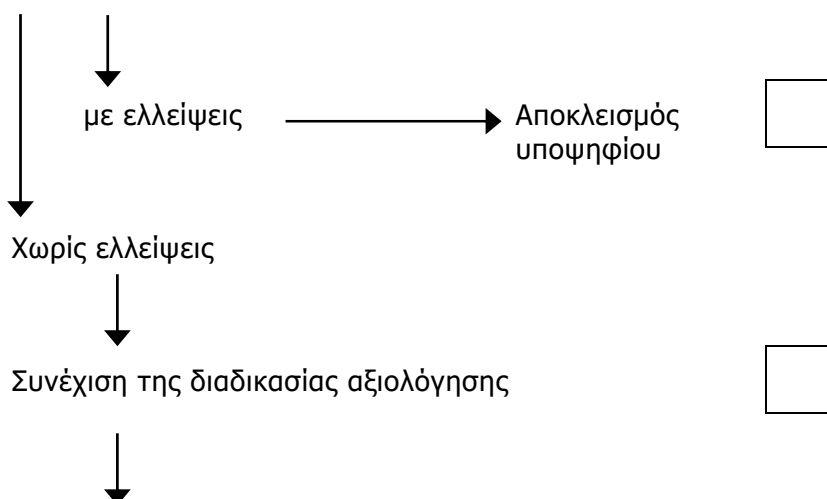 με ελλείψεις
Αποκλεισμός
υποψηφίου
Χωρίς ελλείψεις
Συνέχιση της διαδικασίας αξιολόγησης